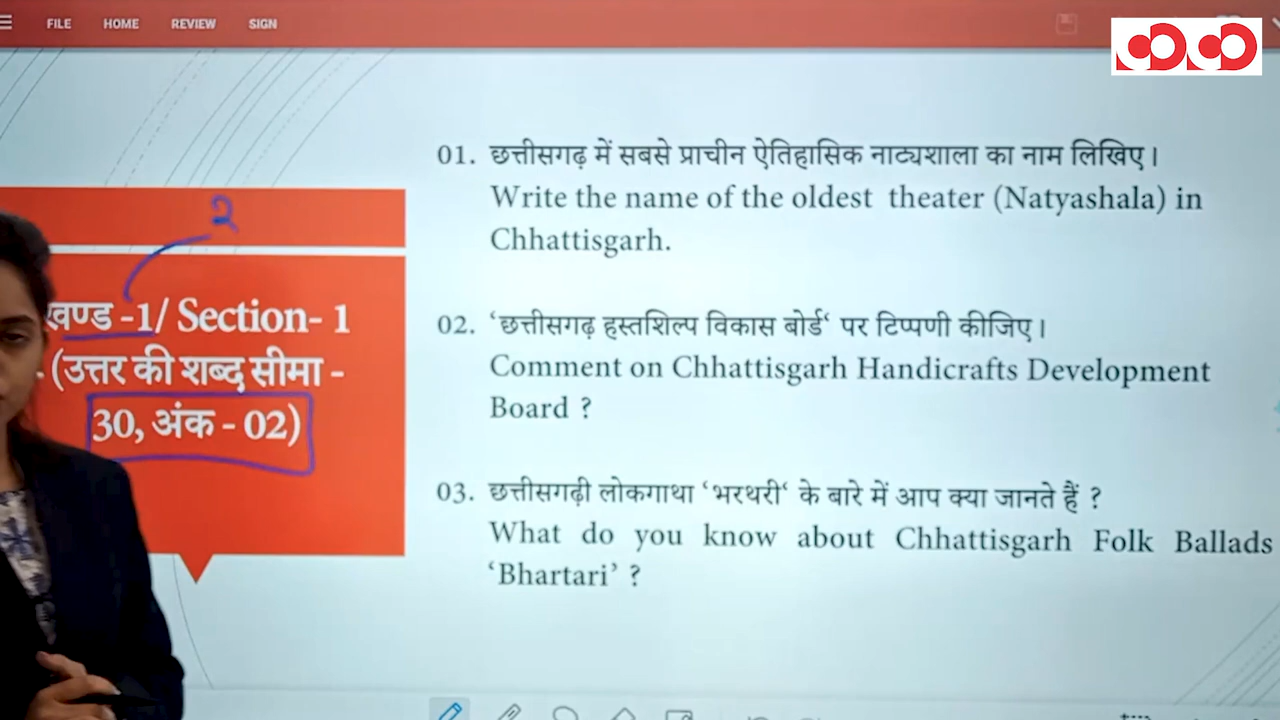 FILE HOME REVIEW SIGN
२
खण्ड -1/ Section- 1
(उत्तर की शब्द सीमा -
30, अंक - 02)
01. छत्तीसगढ़ में सबसे प्राचीन ऐतिहासिक नाट्यशाला का नाम लिखिए।
Write the name of the oldest theater (Natyashala) in
Chhattisgarh.
02. ‘छत्तीसगढ़ हस्तशिल्प विकास बोर्ड‘ पर टिप्पणी कीजिए।
Comment on Chhattisgarh Handicrafts Development
Board ?
03. छत्तीसगढ़ी लोकगाथा ‘भरथरी‘ के बारे में आप क्या जानते हैं ?
What do you know about Chhattisgarh Folk Ballads
‘Bhartari’ ?